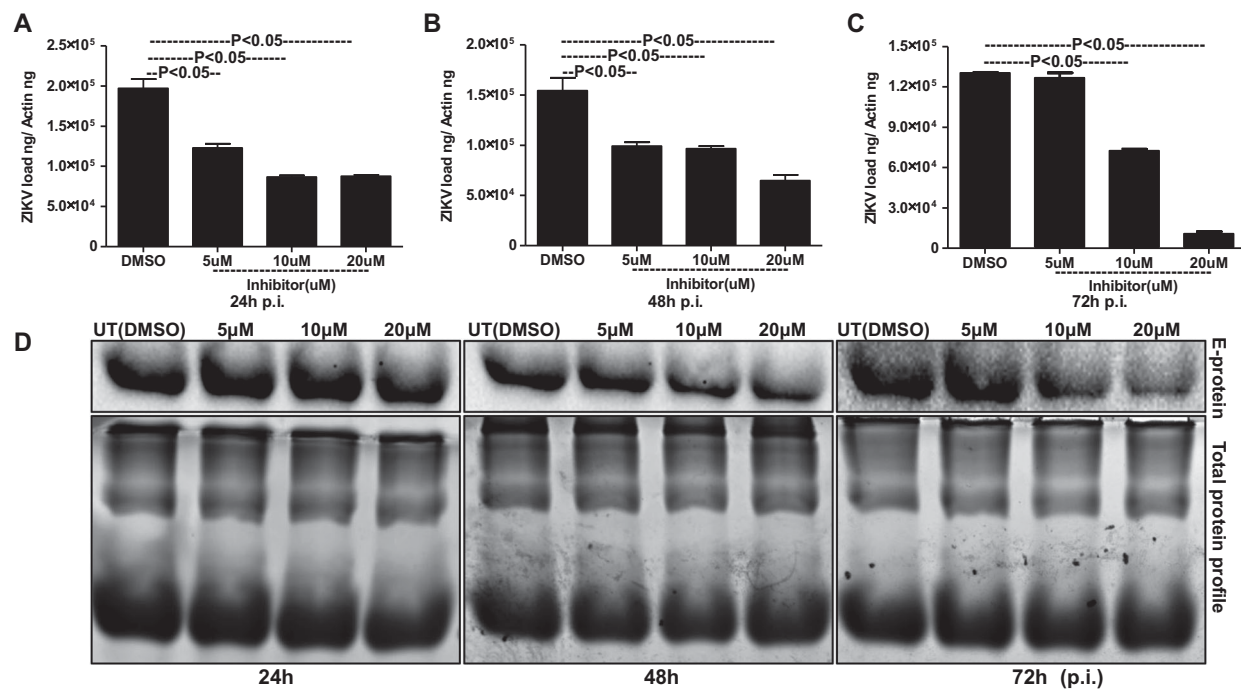 A
ZIKV load ng/ Actin ng
2.5×10⁵
2.0×10⁵
1.5×10⁵
1.0×10⁵
5.0×10⁴
0
P<0.05
P<0.05
P<0.05
DMSO 5uM 10uM 20uM
Inhibitor(uM)
24h p.i.
B
ZIKV load ng/ Actin ng
2.0×10⁵
1.5×10⁵
1.0×10⁵
5.0×10⁴
0
P<0.05
P<0.05
P<0.05
DMSO 5uM 10uM 20uM
Inhibitor(uM)
48h p.i.
C
ZIKV load ng/ Actin ng
1.5×10⁵
1.2×10⁵
9.0×10⁴
6.0×10⁴
3.0×10⁴
0
P<0.05
P<0.05
DMSO 5uM 10uM 20uM
Inhibitor(uM)
72h p.i.
D
UT(DMSO) 5µM 10µM 20µM
UT(DMSO) 5µM 10µM 20µM
UT(DMSO) 5µM 10µM 20µM
E-protein
Total protein profile
24h
48h
72h (p.i.)